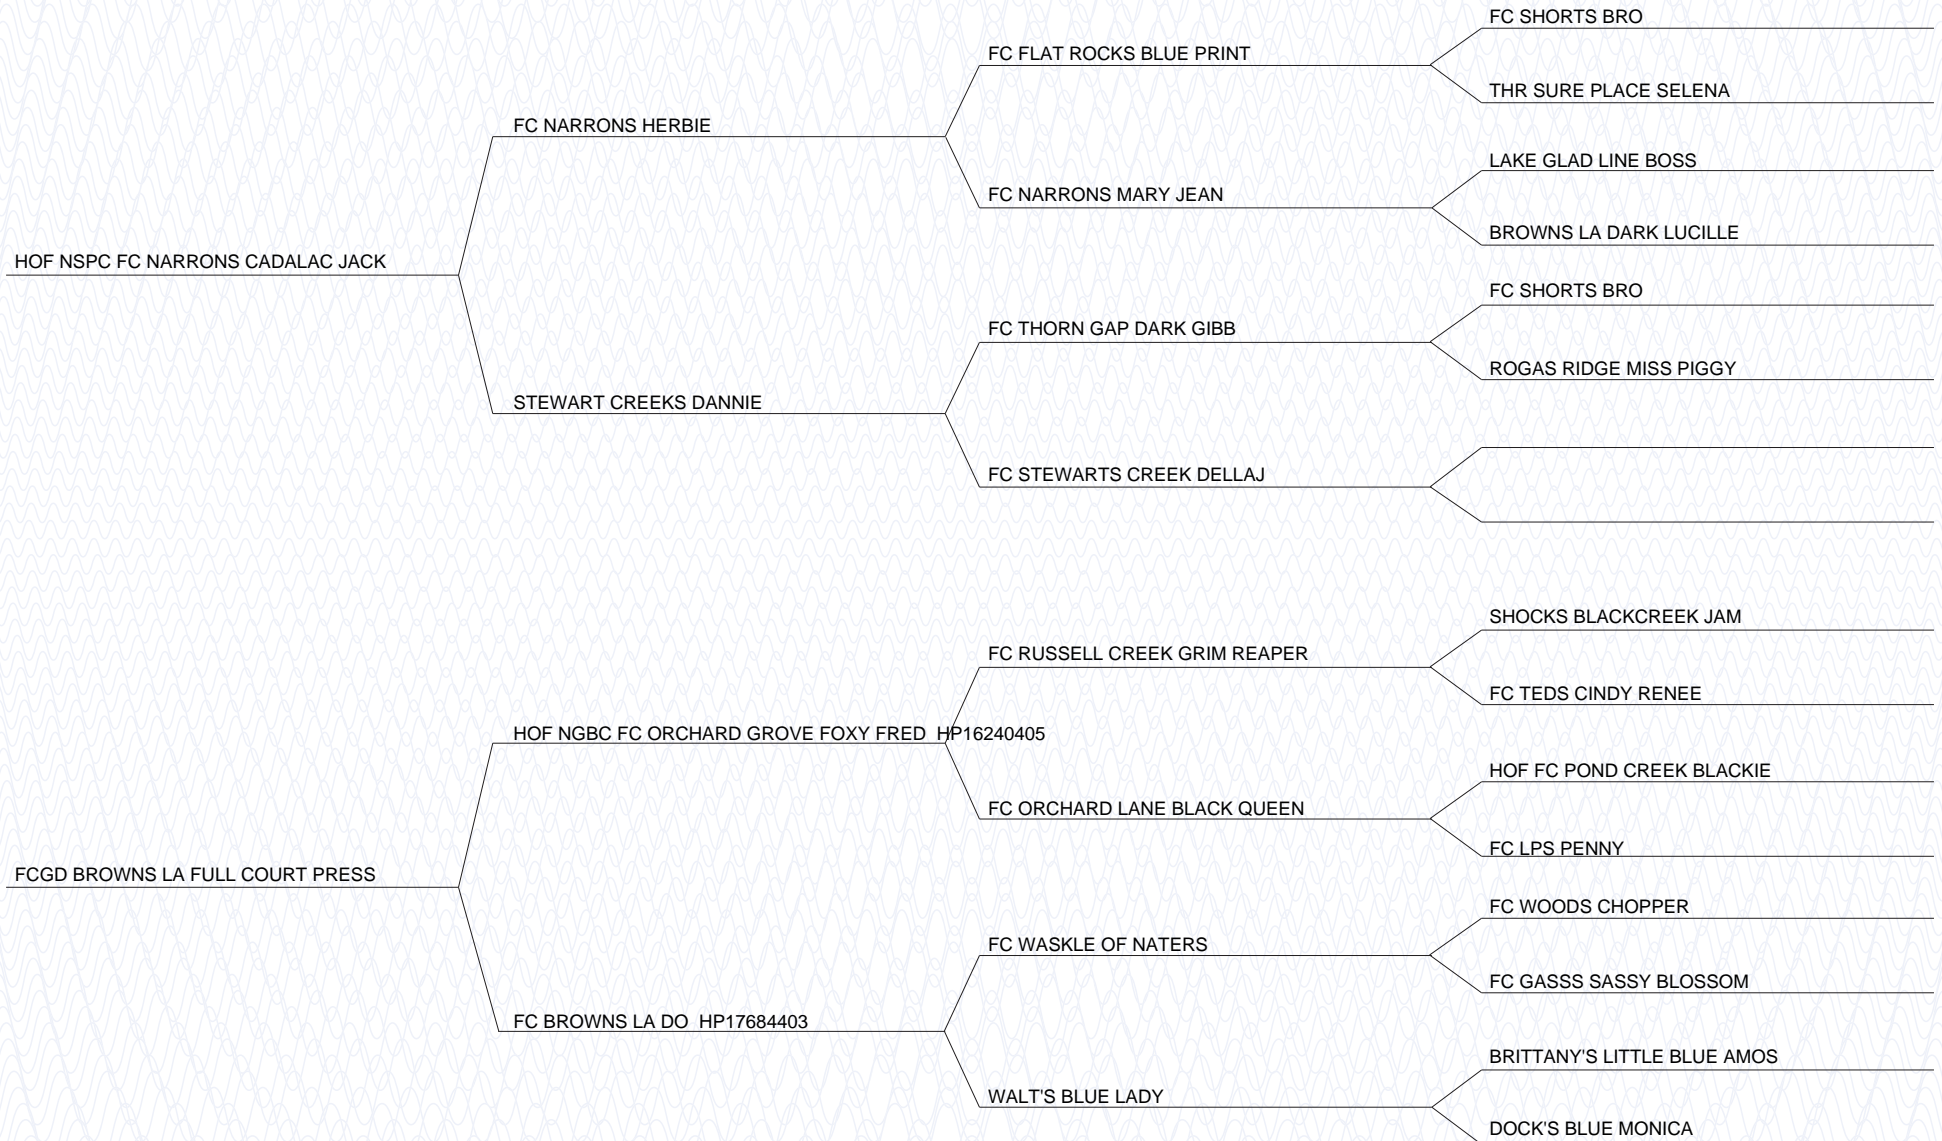 FC SHORTS BRO
FC FLAT ROCKS BLUE PRINT
THR SURE PLACE SELENA
FC NARRONS HERBIE
LAKE GLAD LINE BOSS
FC NARRONS MARY JEAN
BROWNS LA DARK LUCILLE
HOF NSPC FC NARRONS CADALAC JACK
FC SHORTS BRO
FC THORN GAP DARK GIBB
ROGAS RIDGE MISS PIGGY
STEWART CREEKS DANNIE
FC STEWARTS CREEK DELLAJ
SHOCKS BLACKCREEK JAM
FC RUSSELL CREEK GRIM REAPER
FC TEDS CINDY RENEE
HOF NGBC FC ORCHARD GROVE FOXY FRED HP16240405
HOF FC POND CREEK BLACKIE
FC ORCHARD LANE BLACK QUEEN
FC LPS PENNY
FCGD BROWNS LA FULL COURT PRESS
FC WOODS CHOPPER
FC WASKLE OF NATERS
FC GASSS SASSY BLOSSOM
FC BROWNS LA DO HP17684403
BRITTANY'S LITTLE BLUE AMOS
WALT'S BLUE LADY
DOCK'S BLUE MONICA